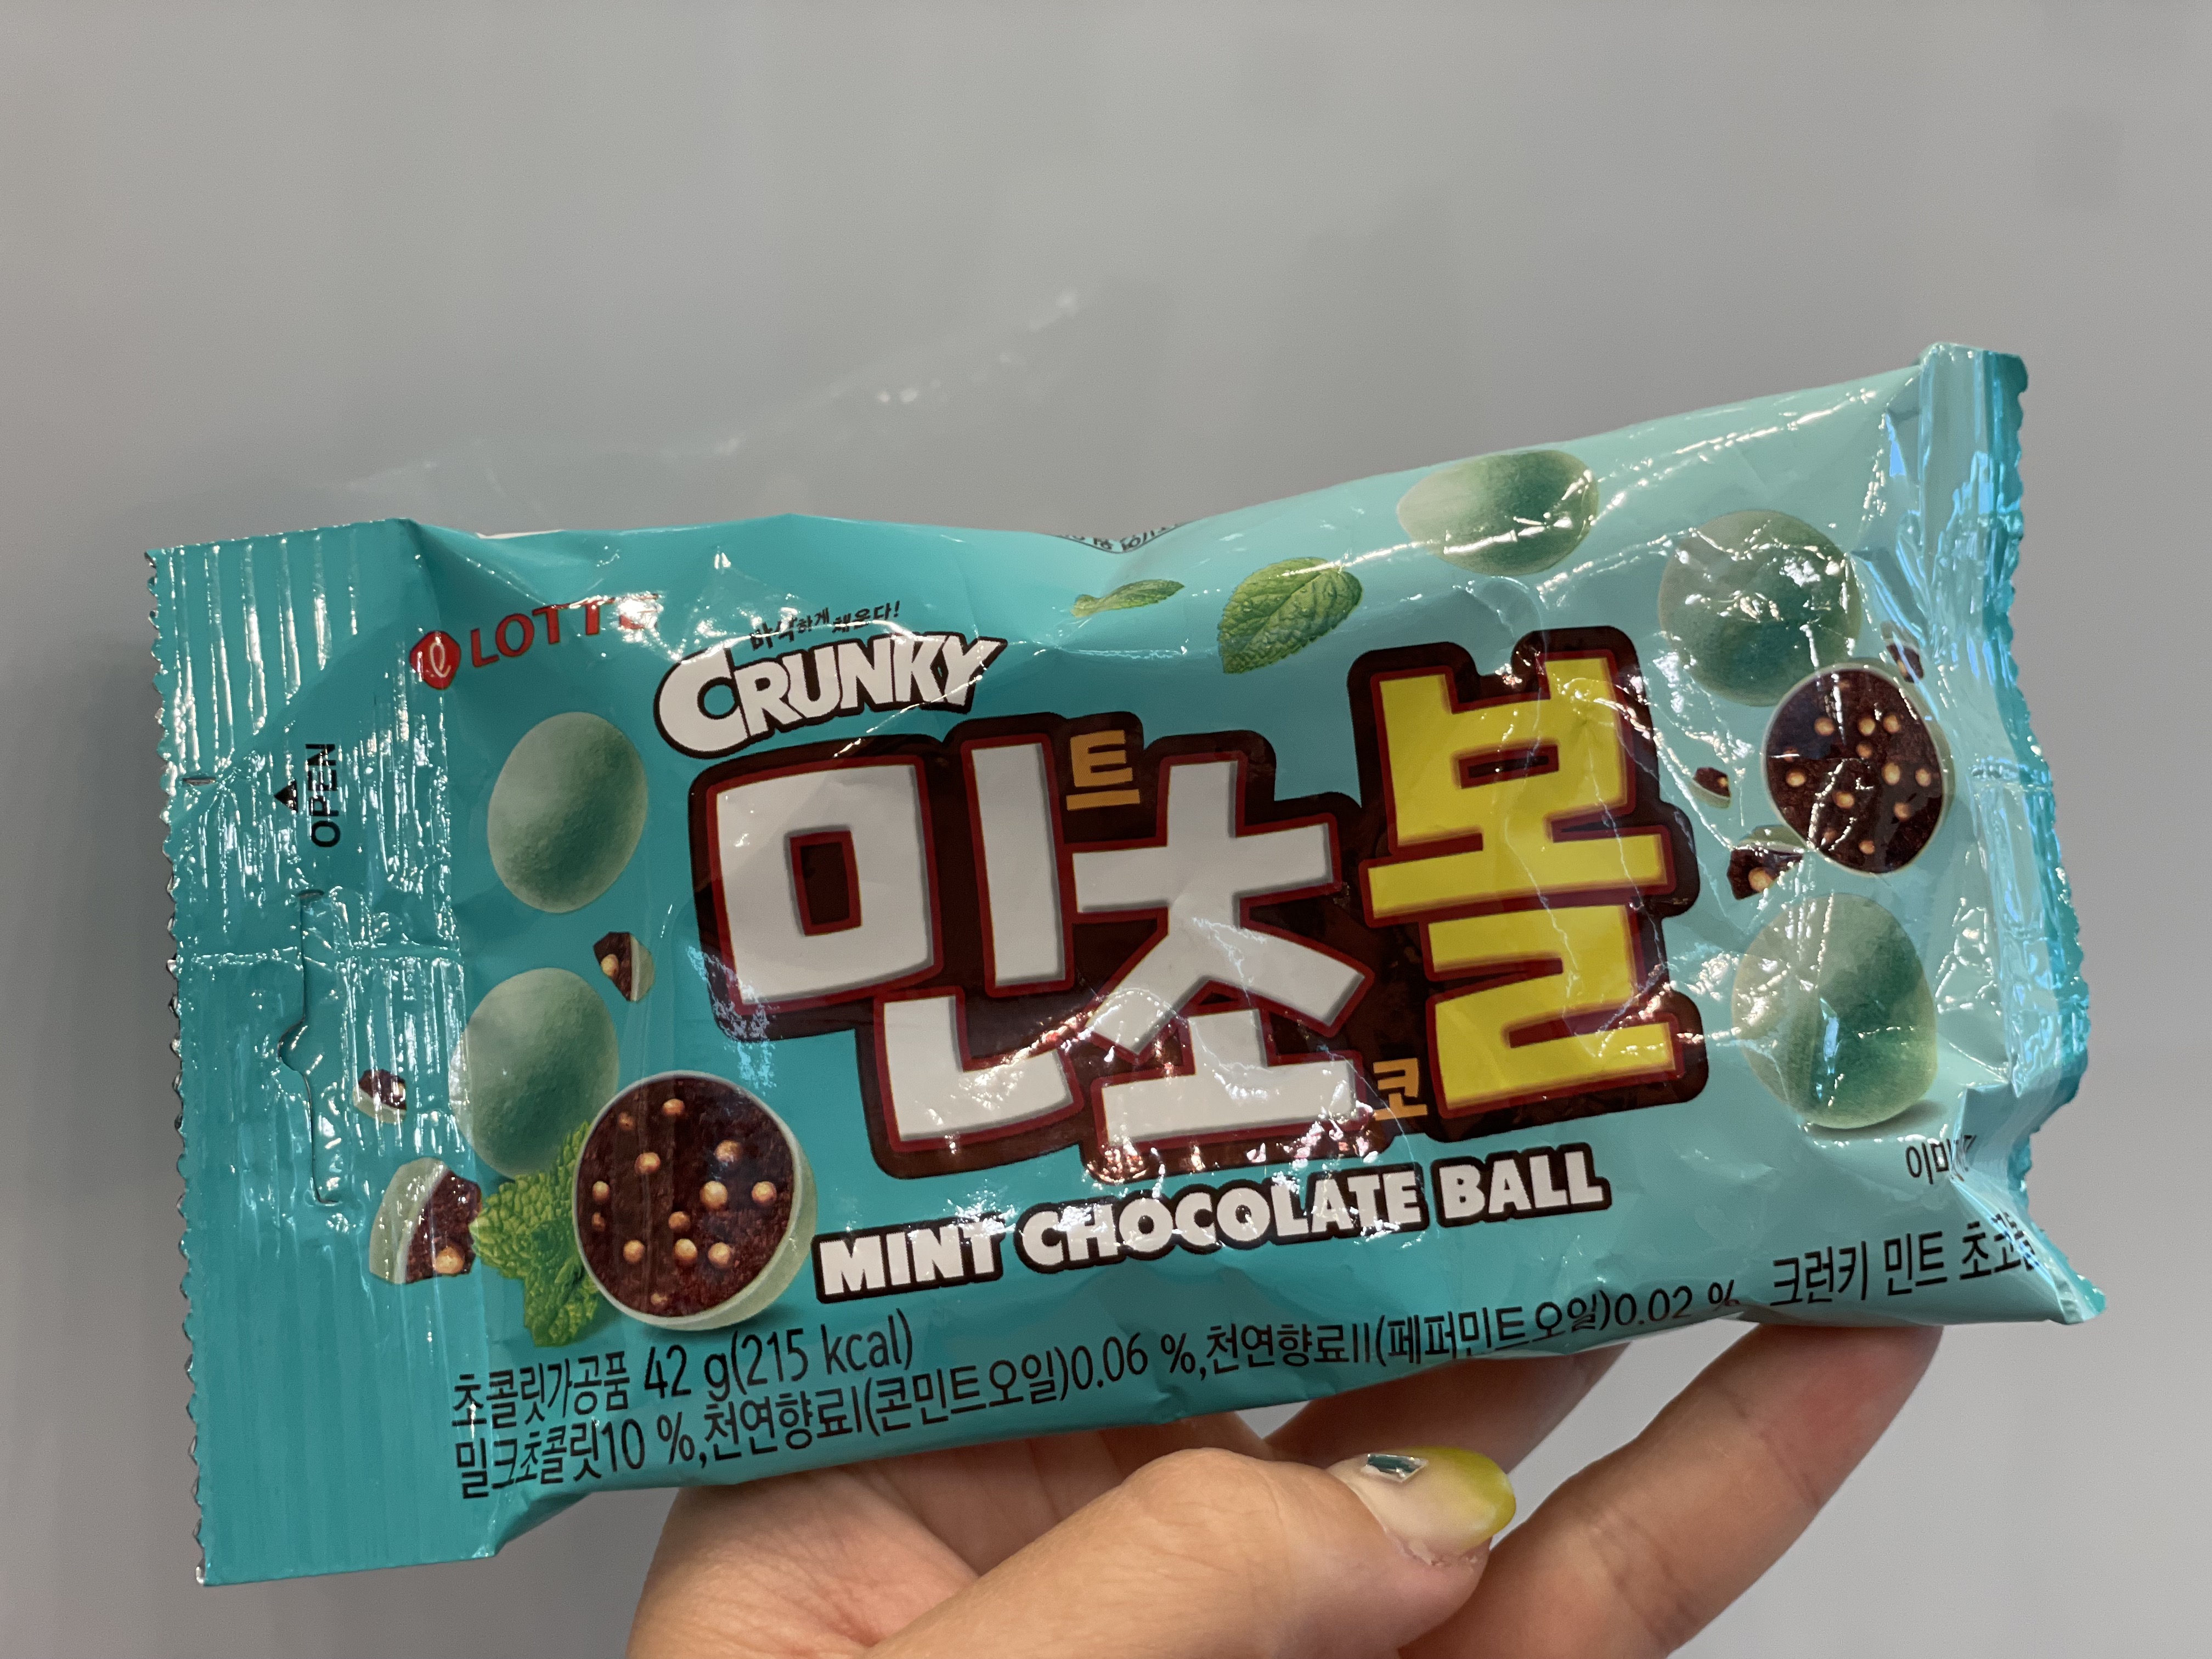 LOTTE
바삭하게 채운다!
CRUNKY
민트초코볼
MINT CHOCOLATE BALL
OPEN
초콜릿가공품 42 g(215 kcal)
밀크초콜릿10 %,천연향료I(콘민트오일)0.06 %,천연향료II(페퍼민트오일)0.02 %
크런키 민트 초코볼